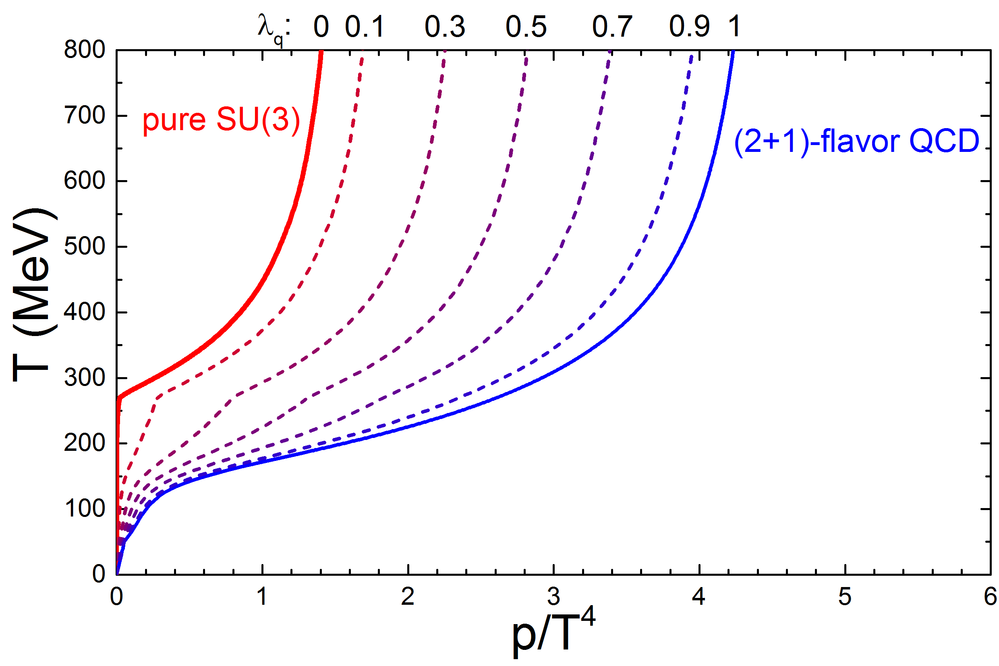 λq: 0 0.1 0.3 0.5 0.7 0.9 1
800
700
600
500
400
300
200
100
0
T (MeV)
pure SU(3)
(2+1)-flavor QCD
0 1 2 3 4 5 6
p/T⁴